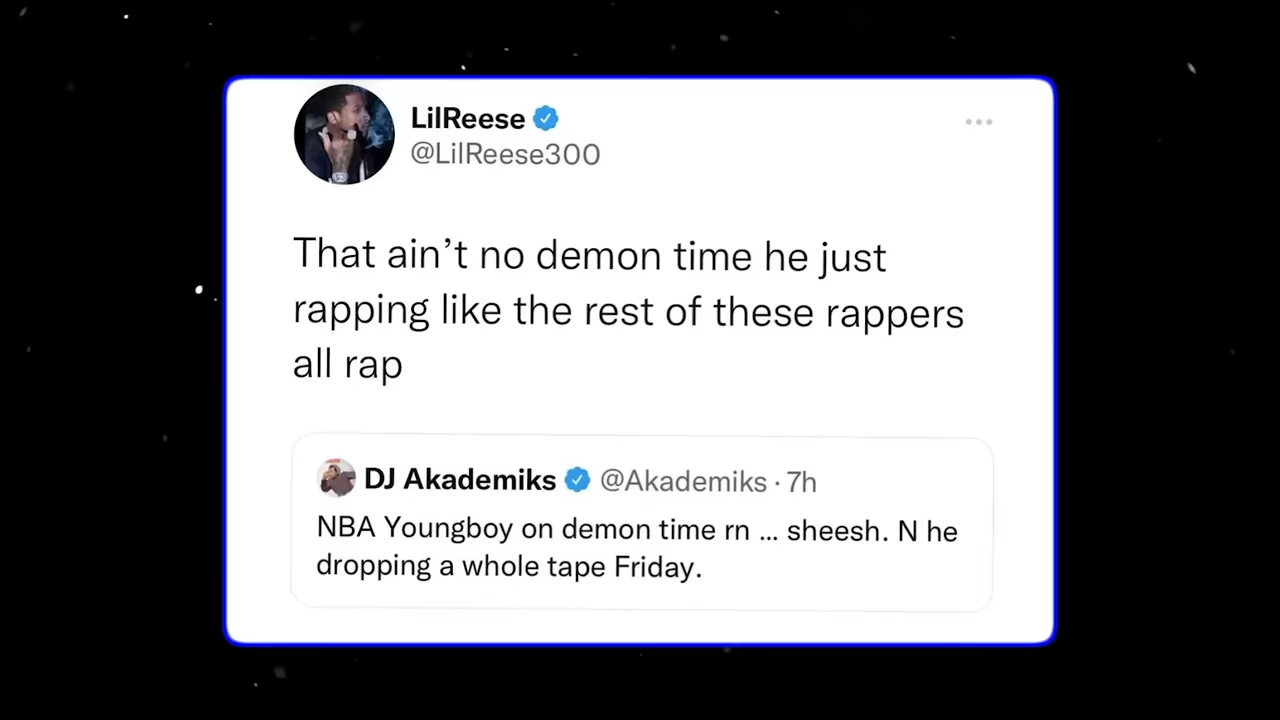 LilReese
@LilReese300
That ain’t no demon time he just
rapping like the rest of these rappers
all rap
DJ Akademiks @Akademiks · 7h
NBA Youngboy on demon time rn ... sheesh. N he
dropping a whole tape Friday.